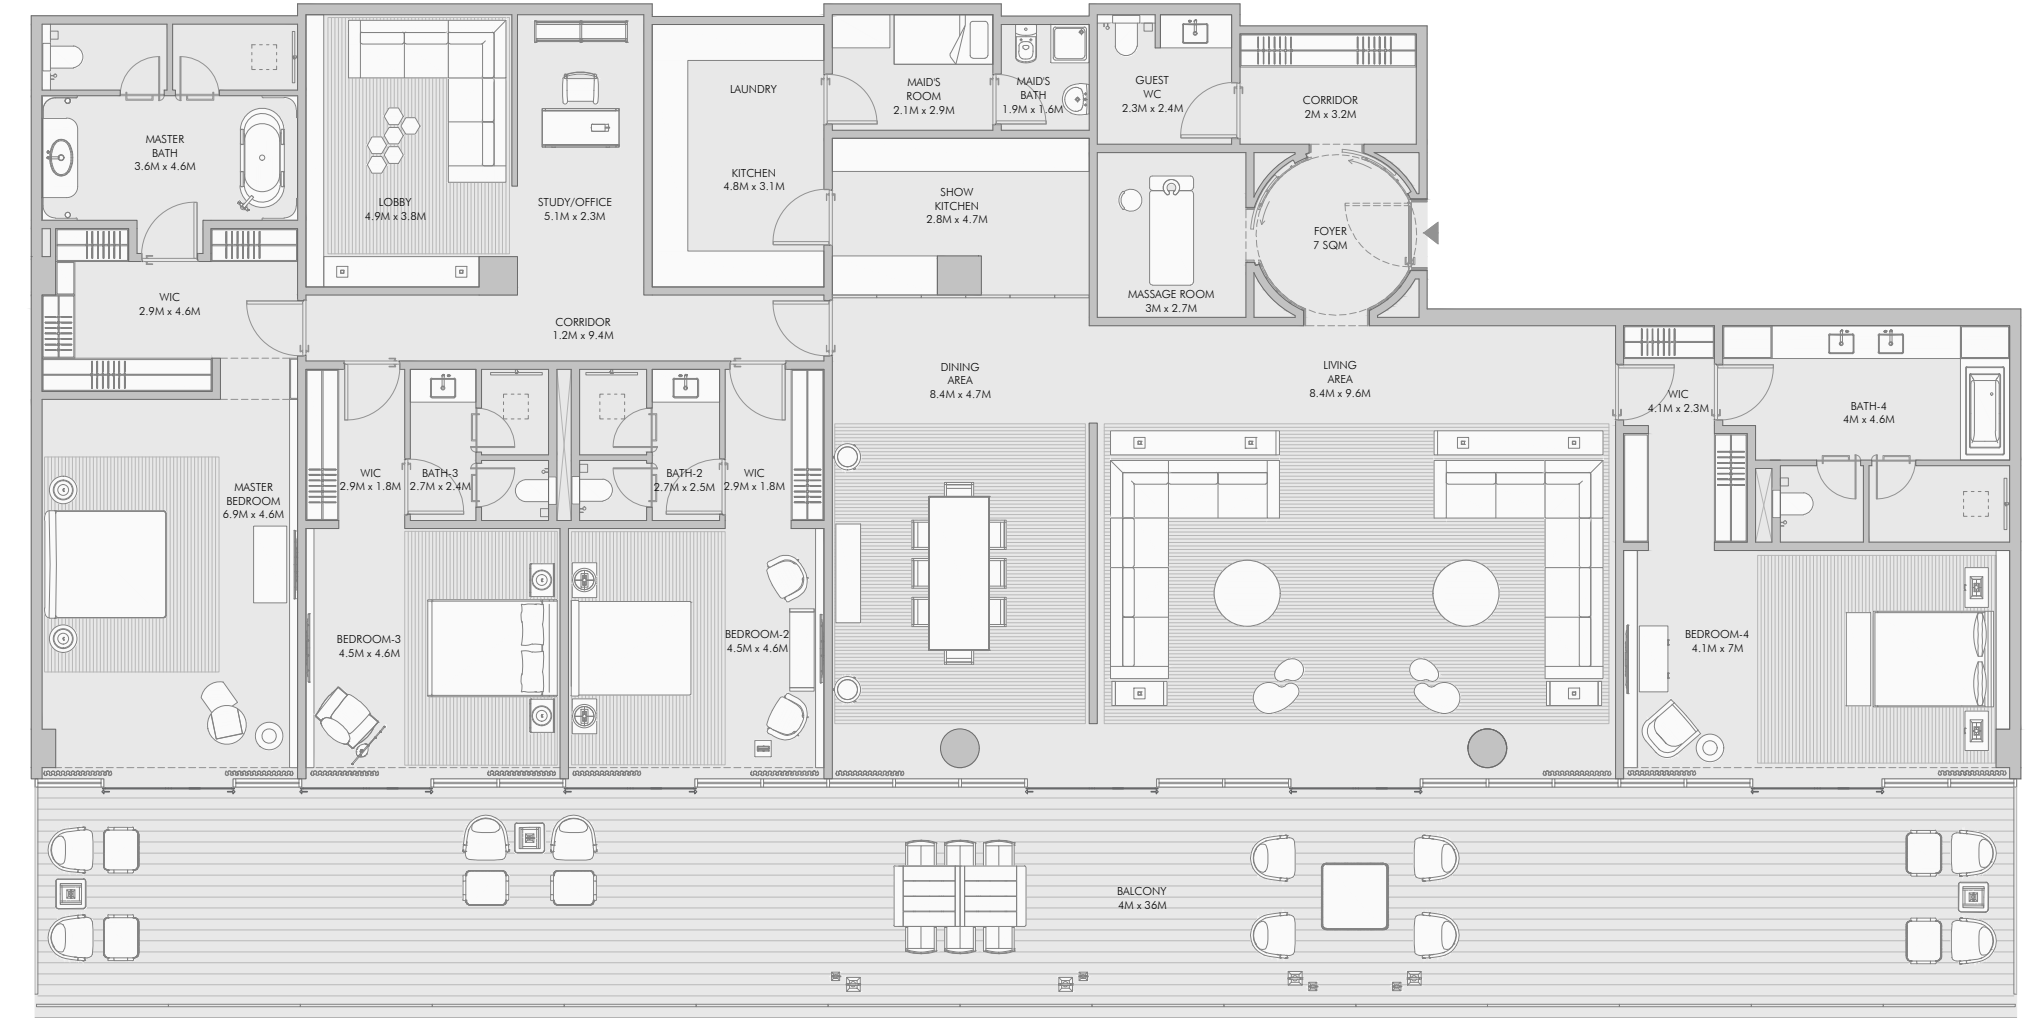 MASTER
BATH
3.6M x 4.6M
LOBBY
4.9M x 3.8M
STUDY/OFFICE
5.1M x 2.3M
LAUNDRY
KITCHEN
4.8M x 3.1M
MAID'S
ROOM
2.1M x 2.9M
MAID'S
BATH
1.9M x 1.6M
GUEST
WC
2.3M x 2.4M
CORRIDOR
2M x 3.2M
SHOW
KITCHEN
2.8M x 4.7M
FOYER
7 SQM
MASSAGE ROOM
3M x 2.7M
WIC
2.9M x 4.6M
CORRIDOR
1.2M x 9.4M
DINING
AREA
8.4M x 4.7M
LIVING
AREA
8.4M x 9.6M
WIC
4.1M x 2.3M
BATH-4
4M x 4.6M
MASTER
BEDROOM
6.9M x 4.6M
WIC
2.9M x 1.8M
BATH-3
2.7M x 2.4M
BATH-2
2.7M x 2.5M
WIC
2.9M x 1.8M
BEDROOM-3
4.5M x 4.6M
BEDROOM-2
4.5M x 4.6M
BEDROOM-4
4.1M x 7M
BALCONY
4M x 36M